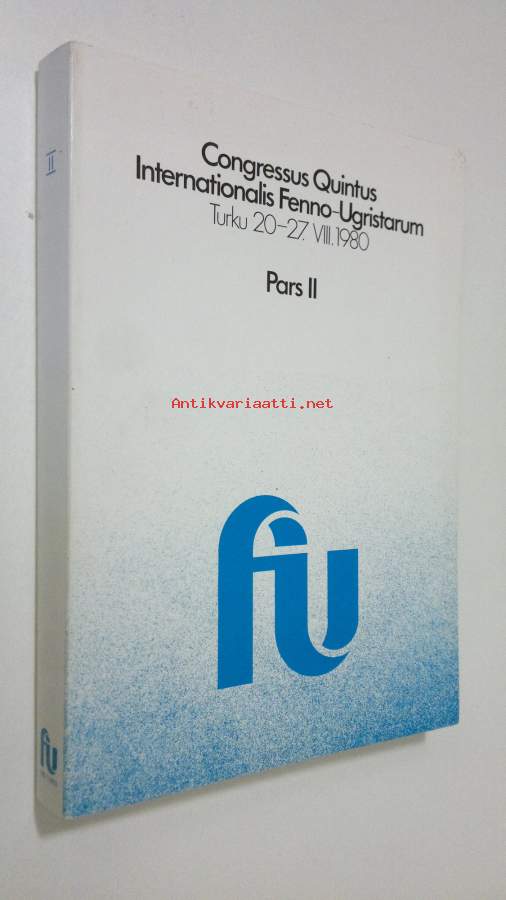 Congressus Quintus
Internationalis Fenno-Ugristarum
Turku 20–27. VIII. 1980
Pars II
Antikvariaatti.net
fu
II
fu